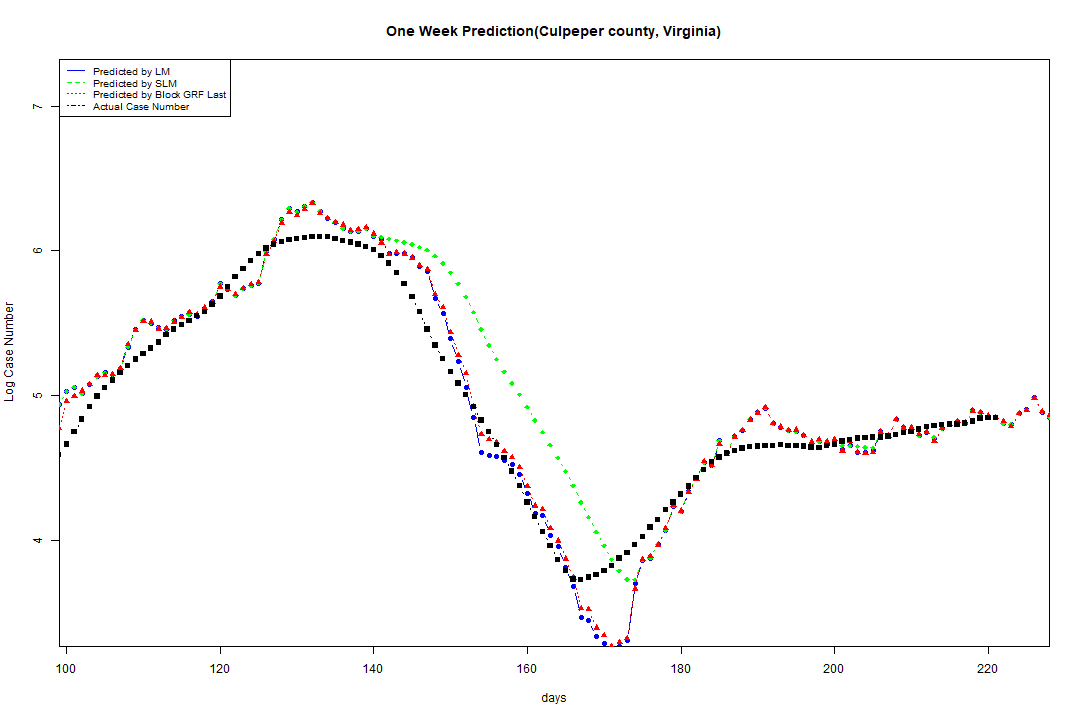 One Week Prediction(Culpeper county, Virginia)
Predicted by LM
Predicted by SLM
Predicted by Block GRF Last
Actual Case Number
7
6
5
4
Log Case Number
100 120 140 160 180 200 220
days